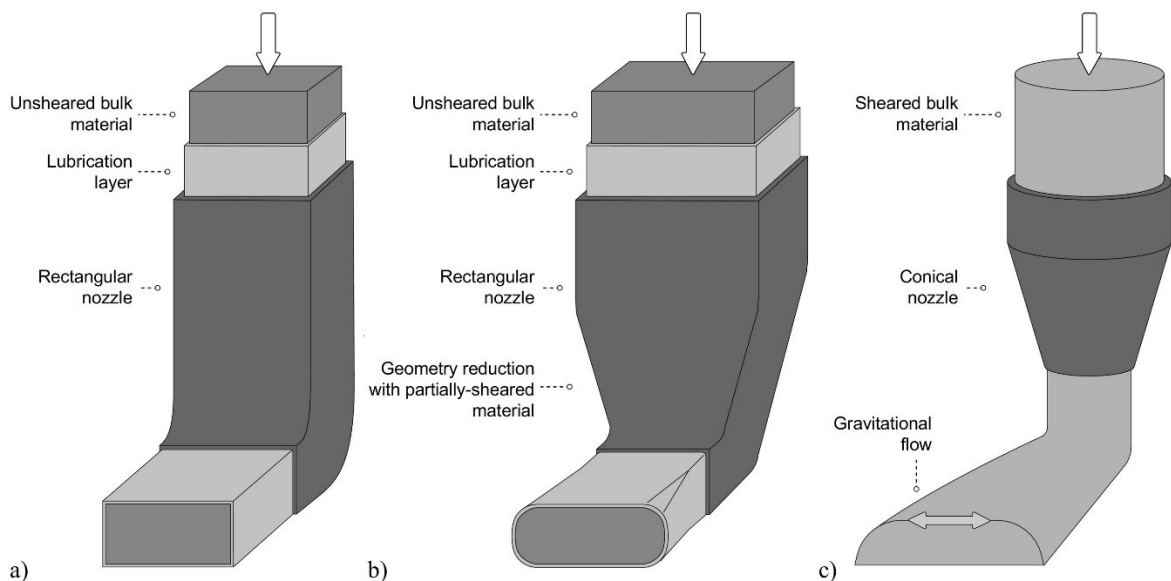 Unsheared bulk
material
Lubrication
layer
Rectangular
nozzle
a)
Unsheared bulk
material
Lubrication
layer
Rectangular
nozzle
Geometry reduction
with partially-sheared
material
b)
Sheared bulk
material
Conical
nozzle
Gravitational
flow
c)